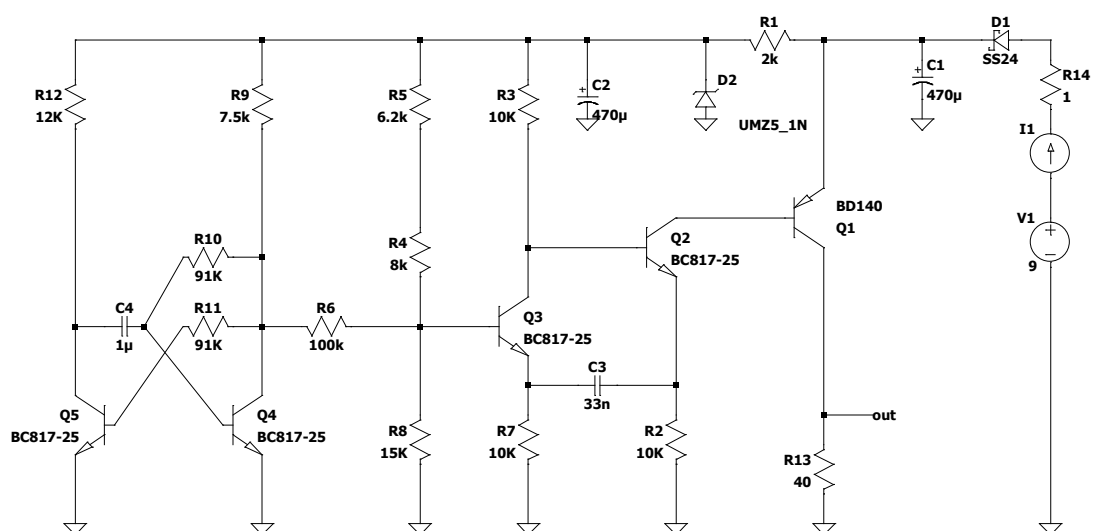 R1
2k
D1
SS24
R12
12K
R9
7.5k
R5
6.2k
R3
10K
C2
470µ
D2
UMZ5_1N
C1
470µ
R14
1
I1
V1
9
BD140
Q1
R10
91K
R4
8k
Q2
BC817-25
C4
1µ
R11
91K
R6
100k
Q3
BC817-25
C3
33n
Q5
BC817-25
Q4
BC817-25
R8
15K
R7
10K
R2
10K
out
R13
40